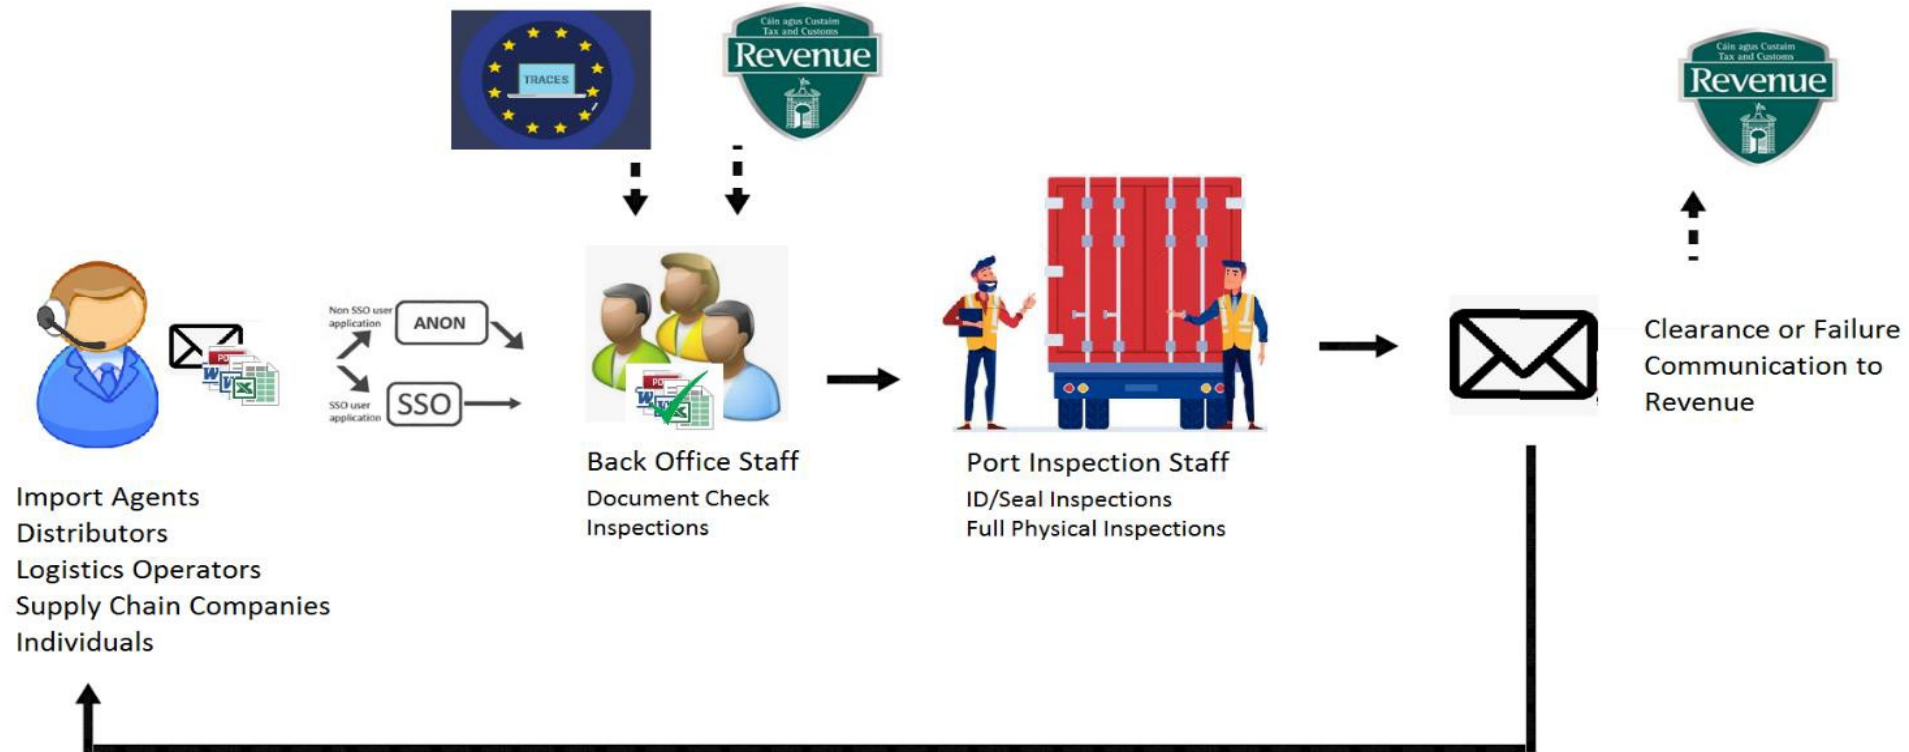 TRACES
Cáin agus Custaim
Tax and Customs
Revenue
Cáin agus Custaim
Tax and Customs
Revenue
Non SSO user
application
ANON
SSO user
application
SSO
PDF
W
X
PDF
W
X
Back Office Staff
Document Check
Inspections
Port Inspection Staff
ID/Seal Inspections
Full Physical Inspections
Clearance or Failure
Communication to
Revenue
Import Agents
Distributors
Logistics Operators
Supply Chain Companies
Individuals